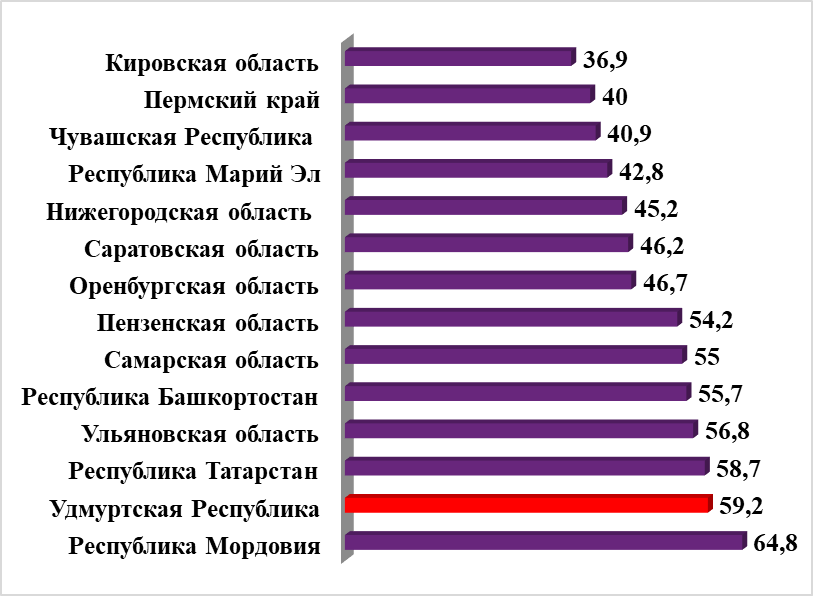 Кировская область 36,9
Пермский край 40
Чувашская Республика 40,9
Республика Марий Эл 42,8
Нижегородская область 45,2
Саратовская область 46,2
Оренбургская область 46,7
Пензенская область 54,2
Самарская область 55
Республика Башкортостан 55,7
Ульяновская область 56,8
Республика Татарстан 58,7
Удмуртская Республика 59,2
Республика Мордовия 64,8